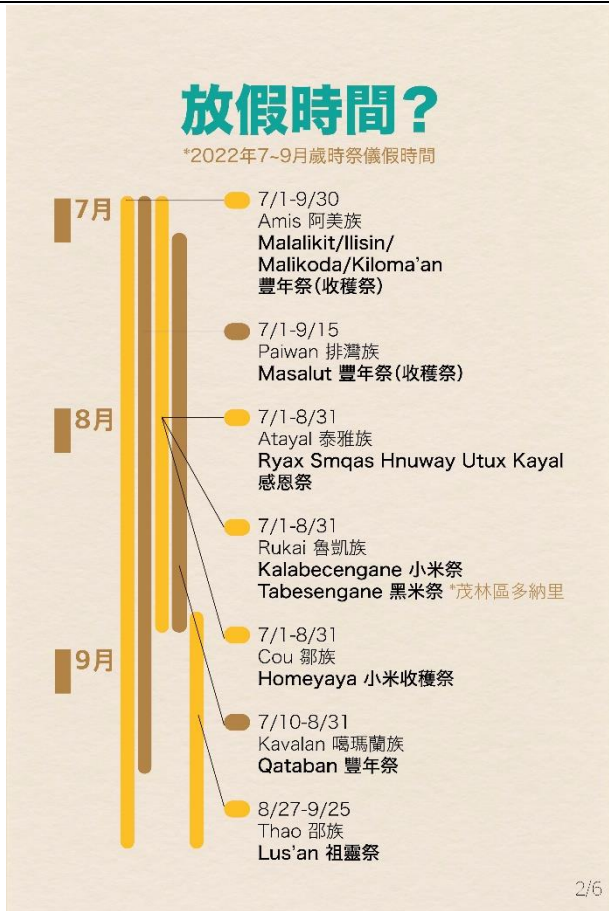 放假時間？
*2022年7~9月歲時祭儀假時間
7月
7/1-9/30
Amis 阿美族
Malalikit/Ilisin/
Malikoda/Kiloma'an
豐年祭(收穫祭)
7/1-9/15
Paiwan 排灣族
Masalut 豐年祭(收穫祭)
8月
7/1-8/31
Atayal 泰雅族
Ryax Smqas Hnuway Utux Kayal
感恩祭
7/1-8/31
Rukai 魯凱族
Kalabecengane 小米祭
Tabesengane 黑米祭 *茂林區多納里
9月
7/1-8/31
Cou 鄒族
Homeyaya 小米收穫祭
7/10-8/31
Kavalan 噶瑪蘭族
Qataban 豐年祭
8/27-9/25
Thao 邵族
Lus'an 祖靈祭
2/6